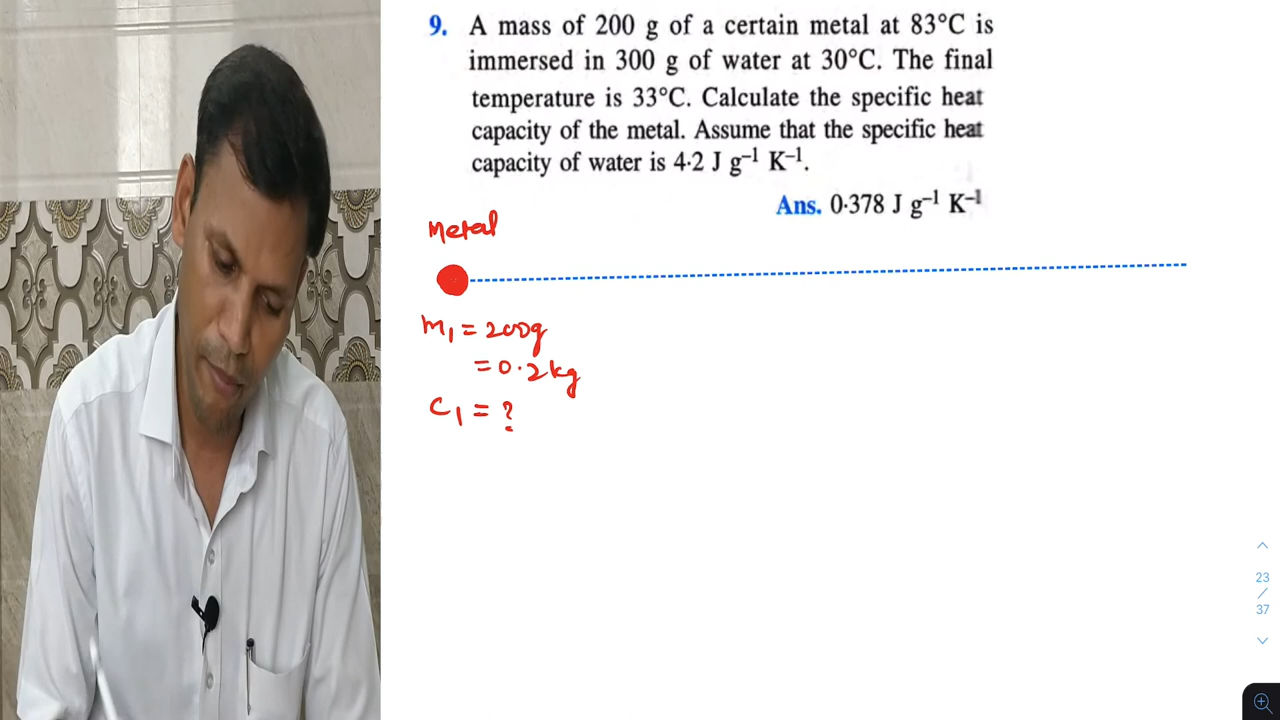 9. A mass of 200 g of a certain metal at 83°C is
immersed in 300 g of water at 30°C. The final
temperature is 33°C. Calculate the specific heat
capacity of the metal. Assume that the specific heat
capacity of water is 4·2 J g⁻¹ K⁻¹.
Ans. 0·378 J g⁻¹ K⁻¹
Metal
m₁ = 200g
= 0.2kg
C₁ = ?
23
/
37